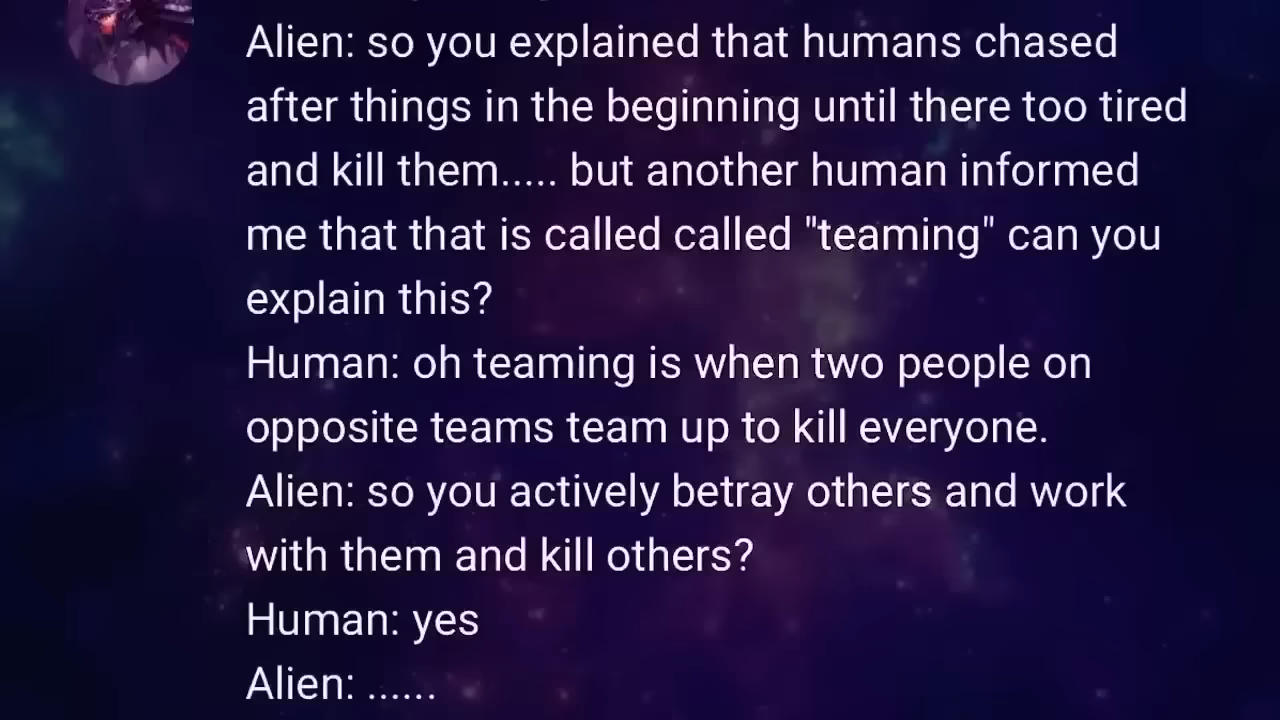 Alien: so you explained that humans chased
after things in the beginning until there too tired
and kill them..... but another human informed
me that that is called called "teaming" can you
explain this?
Human: oh teaming is when two people on
opposite teams team up to kill everyone.
Alien: so you actively betray others and work
with them and kill others?
Human: yes
Alien: ......